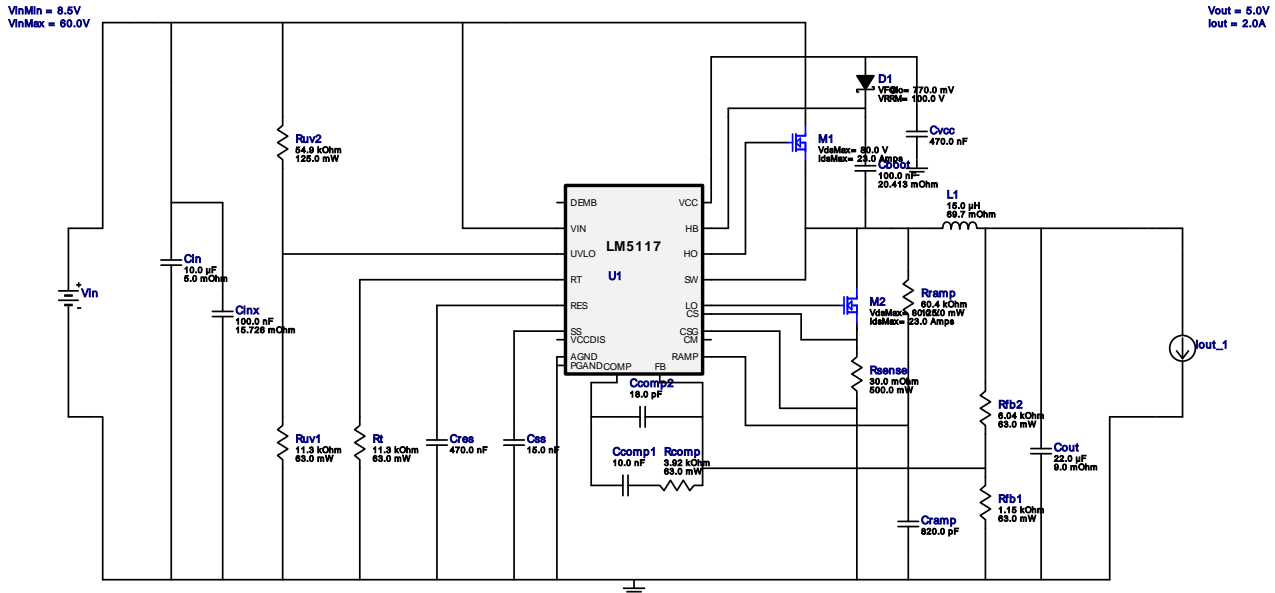 VinMin = 8.5V
VinMax = 60.0V
Vout = 5.0V
Iout = 2.0A
D1
VFatIo= 770.0 mV
VRRM= 100.0 V
Cvcc
470.0 nF
M1
VdsMax= 80.0 V
IdsMax= 23.0 Amps
Cboot
100.0 nF
20.413 mOhm
Ruv2
54.9 kOhm
125.0 mW
L1
15.0 µH
69.7 mOhm
LM5117
U1
DEMB
VIN
UVLO
RT
RES
SS
VCCDIS
AGND
PGND
COMP
FB
VCC
HB
HO
SW
LO
CS
CSG
CM
RAMP
Cin
10.0 µF
5.0 mOhm
Cinx
100.0 nF
15.726 mOhm
Vin
M2
VdsMax= 80.0 V
IdsMax= 23.0 Amps
Rramp
60.4 kOhm
125.0 mW
Iout_1
Rsense
30.0 mOhm
500.0 mW
Ccomp2
18.0 pF
Ccomp1
10.0 nF
Rcomp
3.92 kOhm
63.0 mW
Rfb2
6.04 kOhm
63.0 mW
Cout
22.0 µF
9.0 mOhm
Rfb1
1.15 kOhm
63.0 mW
Cramp
820.0 pF
Ruv1
11.3 kOhm
63.0 mW
Rt
11.3 kOhm
63.0 mW
Cres
470.0 nF
Css
15.0 nF